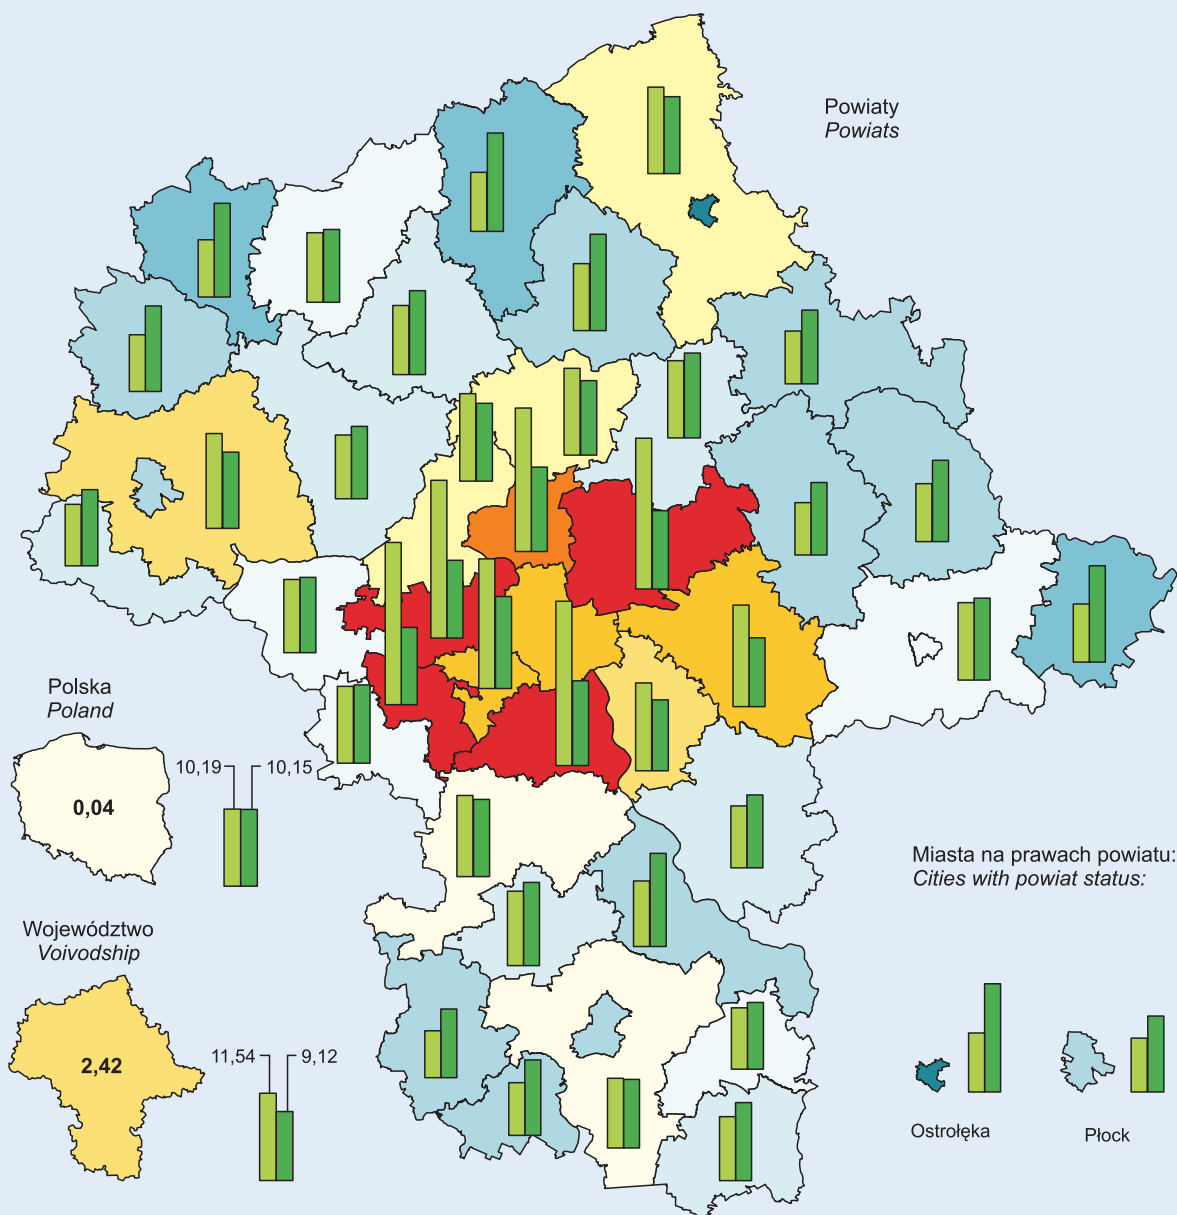 Powiaty
Powiats
Polska
Poland
10,19
10,15
0,04
Miasta na prawach powiatu:
Cities with powiat status:
Województwo
Voivodship
11,54
9,12
2,42
Ostrołęka
Płock